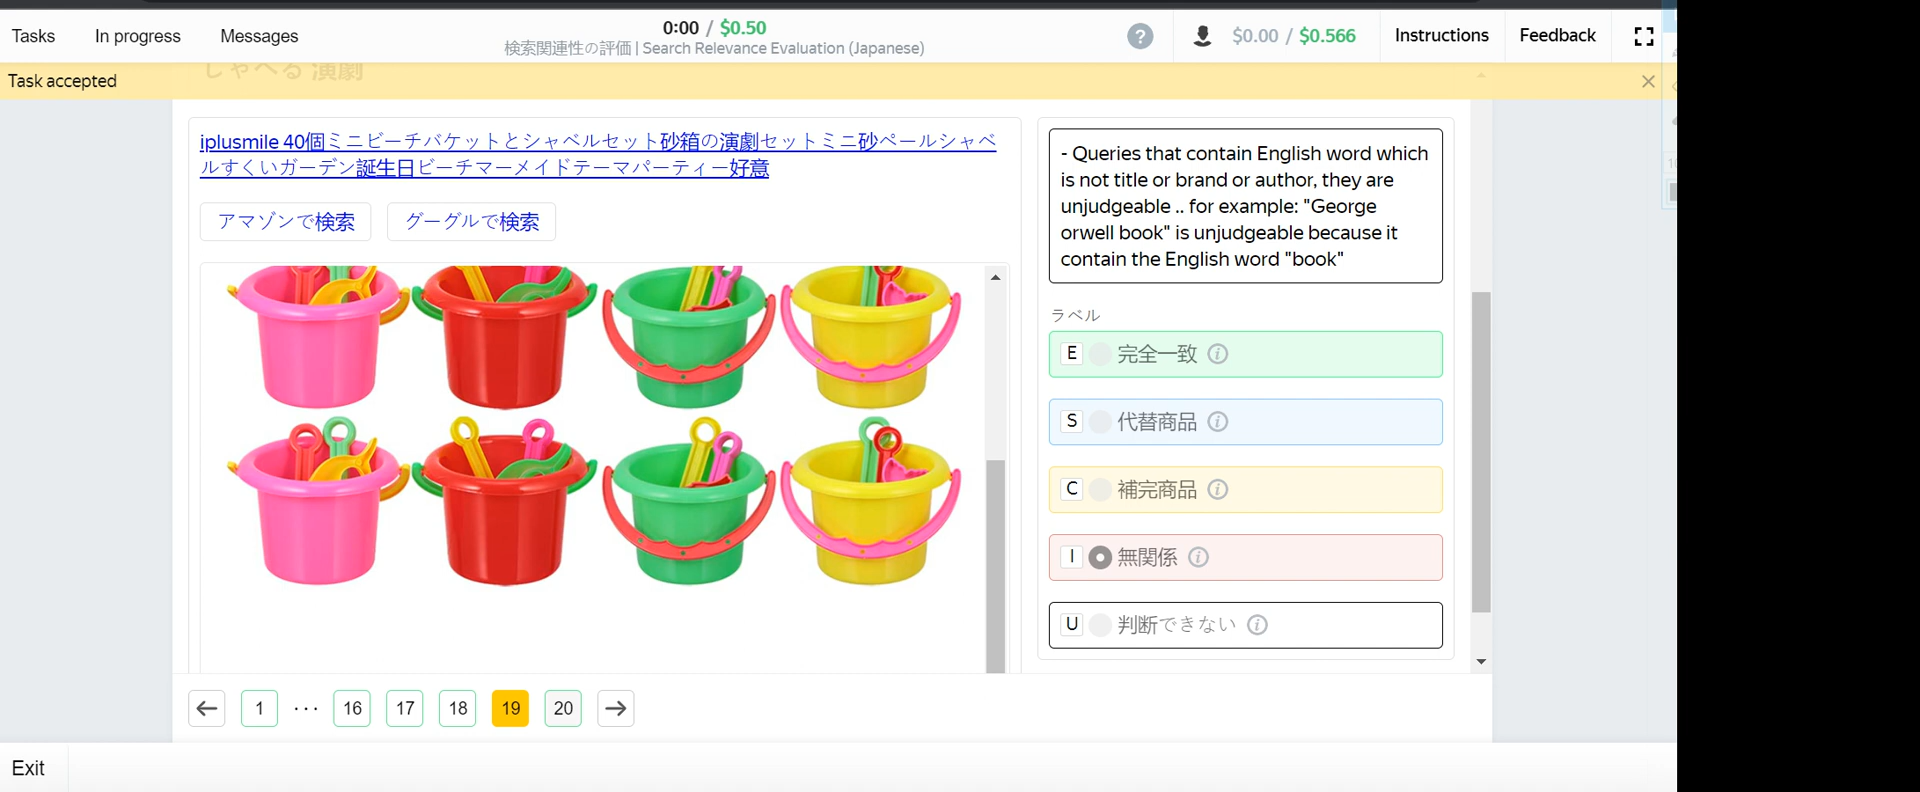 Tasks
In progress
Messages
0:00 / $0.50
検索関連性の評価 | Search Relevance Evaluation (Japanese)
?
$0.00 / $0.566
Instructions
Feedback
しゃべる 演劇
Task accepted
iplusmile 40個ミニビーチバケットとシャベルセット砂箱の演劇セットミニ砂ペールシャベ
ルすくいガーデン誕生日ビーチマーメイドテーマパーティー好意
アマゾンで検索
グーグルで検索
- Queries that contain English word which
is not title or brand or author, they are
unjudgeable .. for example: "George
orwell book" is unjudgeable because it
contain the English word "book"
ラベル
E 完全一致 i
S 代替商品 i
C 補完商品 i
I 無関係 i
U 判断できない i
1 ... 16 17 18 19 20
Exit